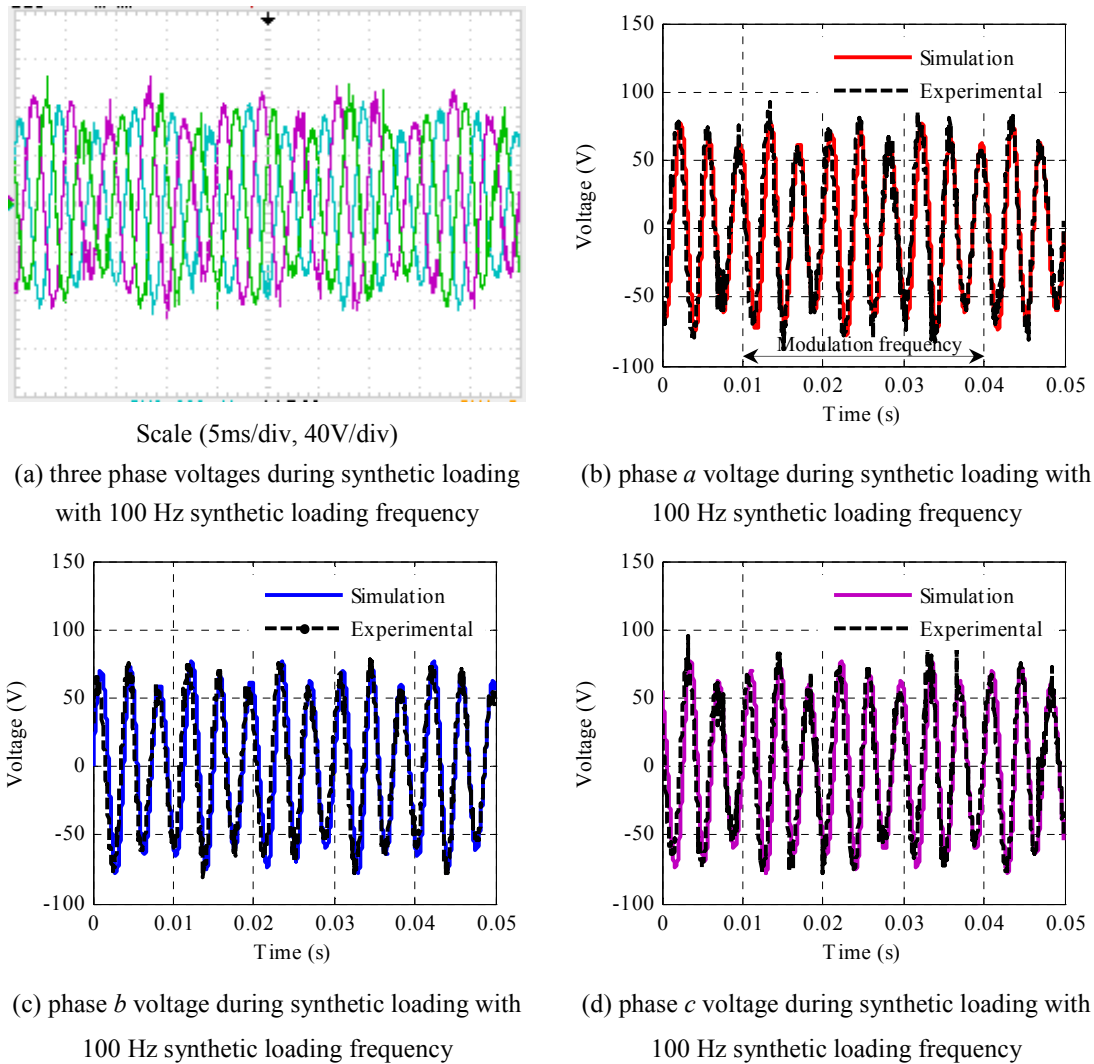 Simulation
Experimental
150
100
50
0
-50
-100
Voltage (V)
Modulation frequency
0
0.01
0.02
0.03
0.04
0.05
Time (s)
Scale (5ms/div, 40V/div)
(a) three phase voltages during synthetic loading
with 100 Hz synthetic loading frequency
(b) phase a voltage during synthetic loading with
100 Hz synthetic loading frequency
Simulation
Experimental
150
100
50
0
-50
-100
Voltage (V)
0
0.01
0.02
0.03
0.04
0.05
Time (s)
(c) phase b voltage during synthetic loading with
100 Hz synthetic loading frequency
Simulation
Experimental
150
100
50
0
-50
-100
Voltage (V)
0
0.01
0.02
0.03
0.04
0.05
Time (s)
(d) phase c voltage during synthetic loading with
100 Hz synthetic loading frequency